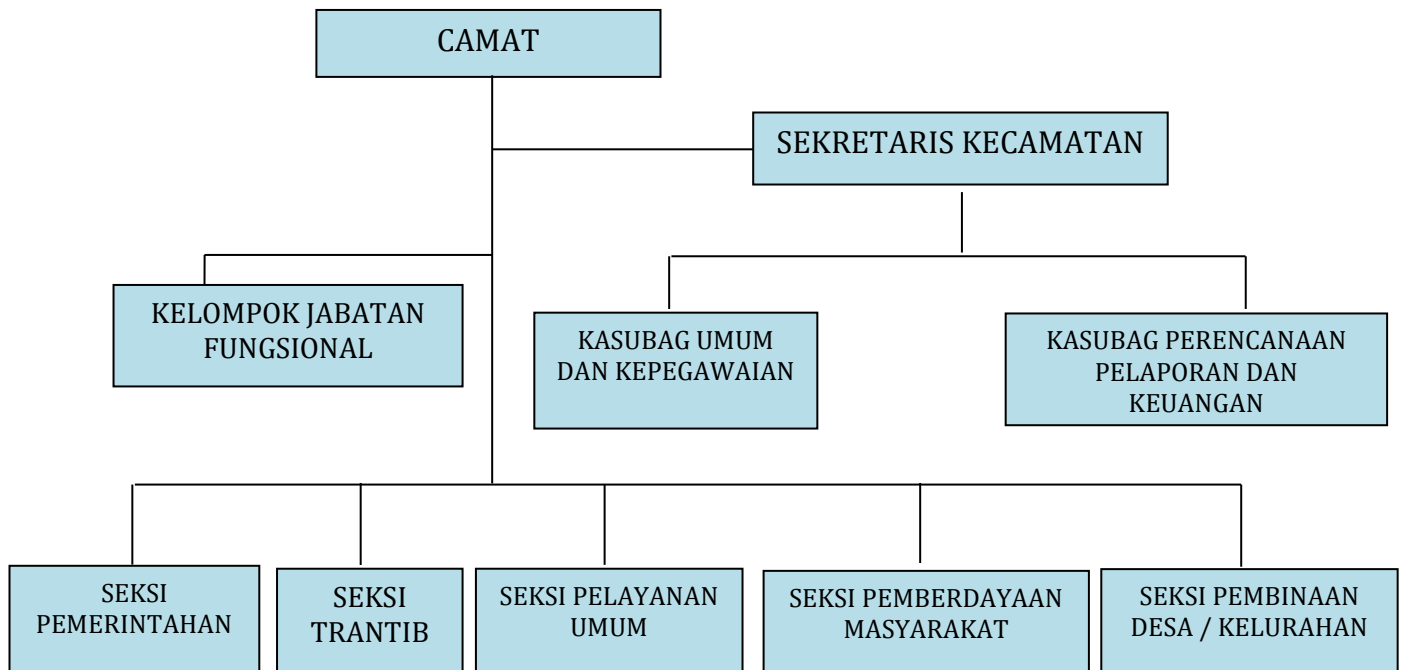 CAMAT
SEKRETARIS KECAMATAN
KELOMPOK JABATAN
FUNGSIONAL
KASUBAG UMUM
DAN KEPEGAWAIAN
KASUBAG PERENCANAAN
PELAPORAN DAN
KEUANGAN
SEKSI
PEMERINTAHAN
SEKSI
TRANTIB
SEKSI PELAYANAN
UMUM
SEKSI PEMBERDAYAAN
MASYARAKAT
SEKSI PEMBINAAN
DESA / KELURAHAN